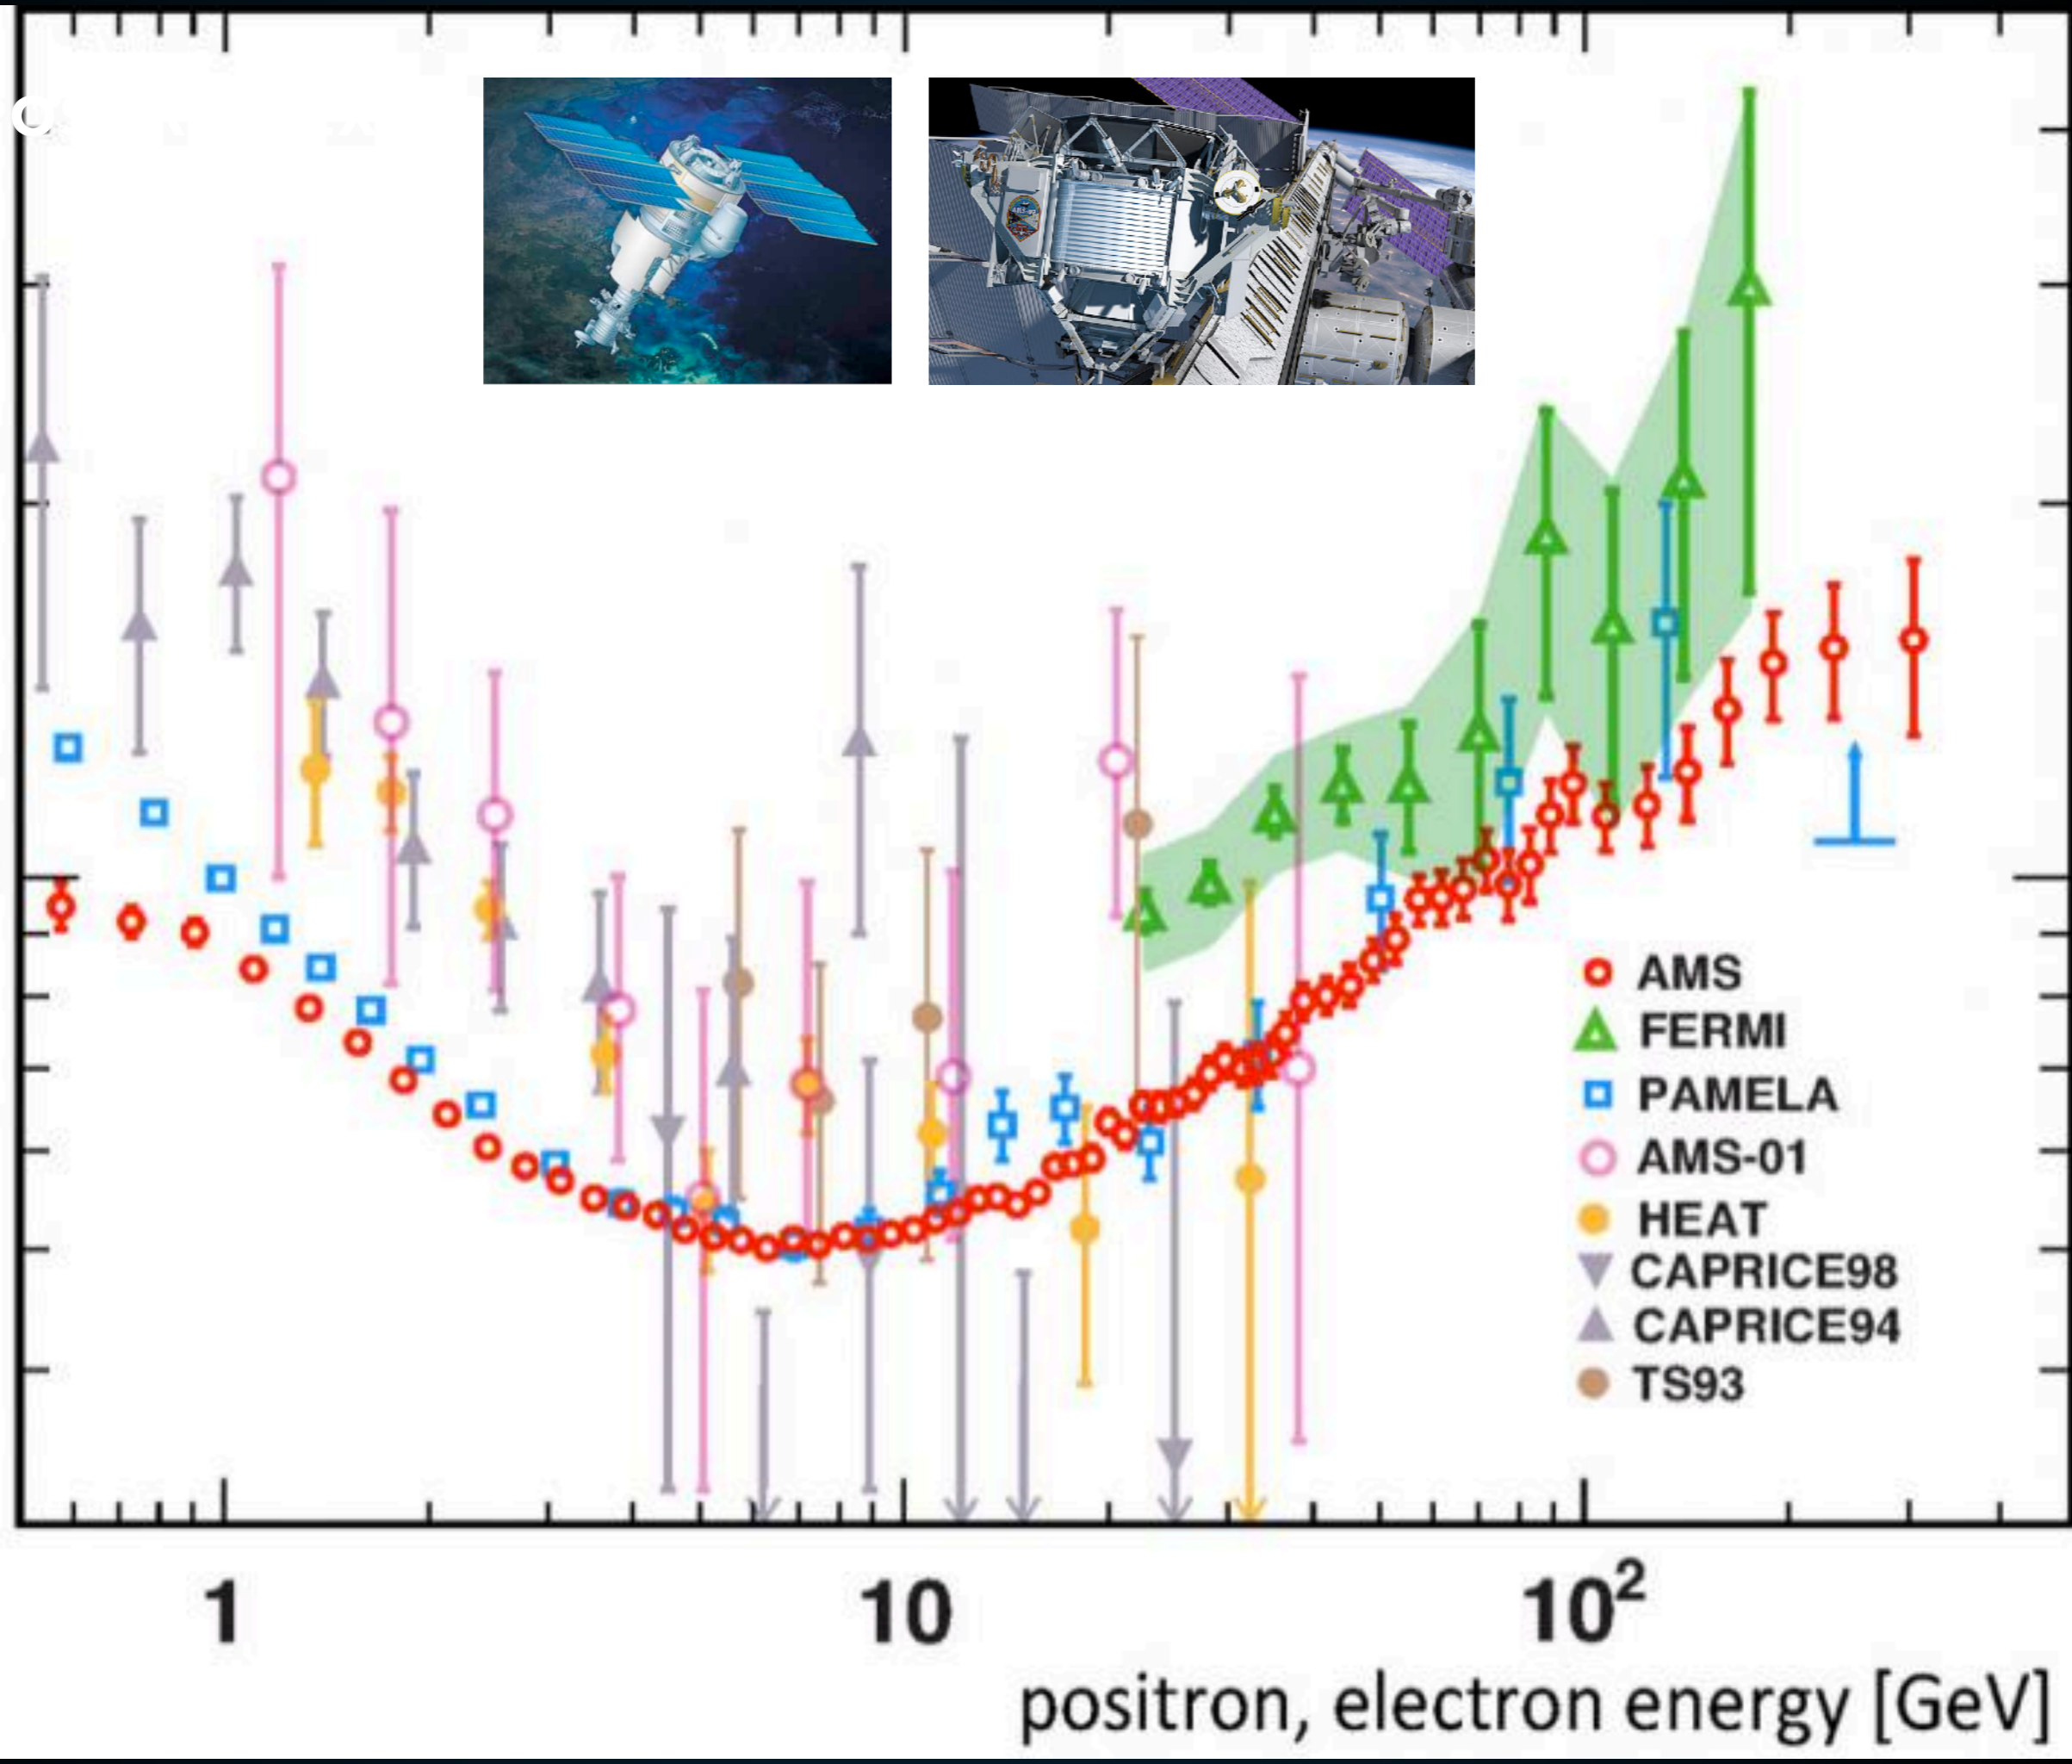 AMS
FERMI
PAMELA
AMS-01
HEAT
CAPRICE98
CAPRICE94
TS93
1 10 10²
positron, electron energy [GeV]